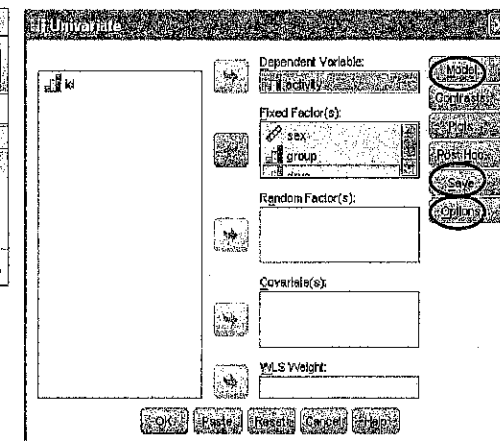 Univariate
id
Dependent Variable:
activity
Fixed Factor(s):
sex
group
drug
Random Factor(s):
Covariate(s):
WLS Weight:
Model
Contrasts
Plots
Post Hoc
Save
Options
OK
Paste
Reset
Cancel
Help